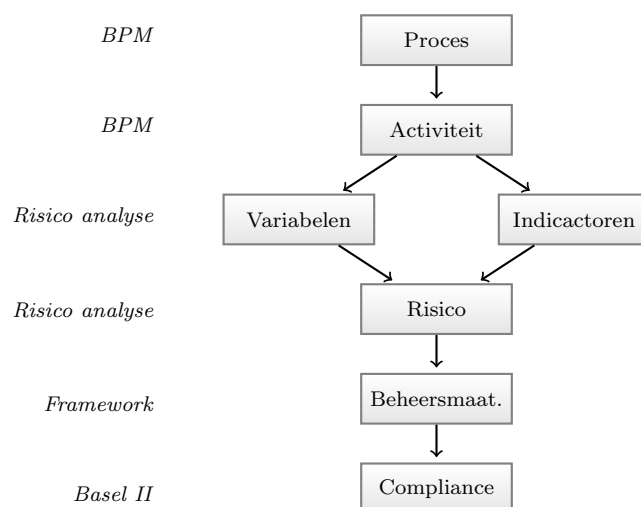 BPM
Proces
BPM
Activiteit
Risico analyse
Variabelen
Indicactoren
Risico analyse
Risico
Framework
Beheersmaat.
Basel II
Compliance